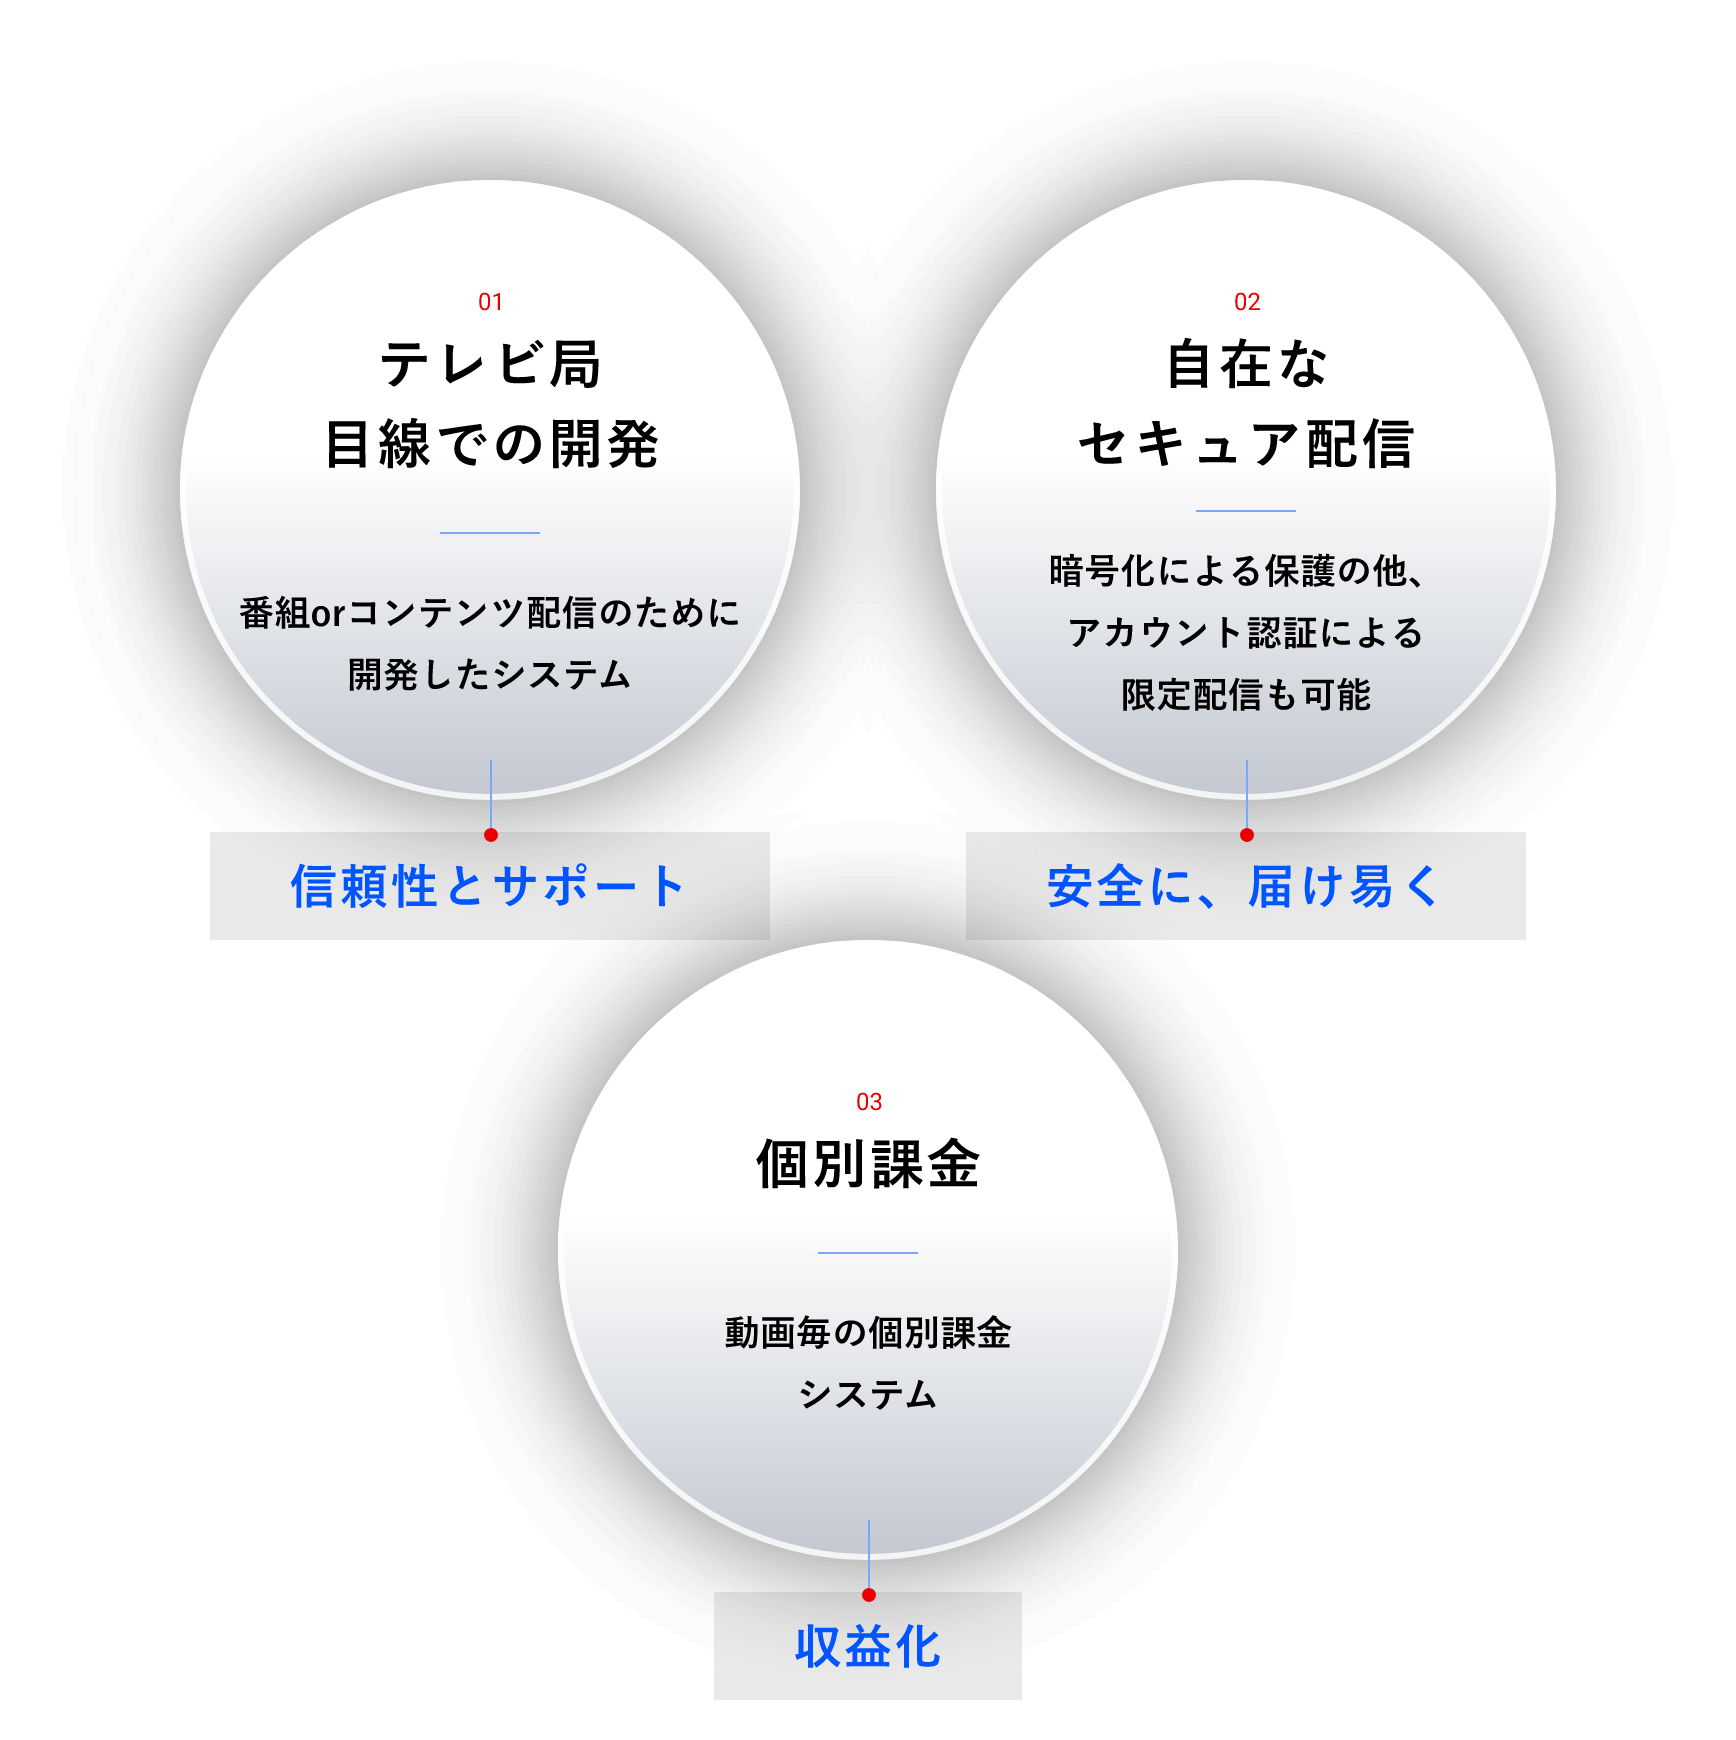 01
テレビ局
目線での開発
番組orコンテンツ配信のために
開発したシステム
信頼性とサポート
02
自在な
セキュア配信
暗号化による保護の他、
アカウント認証による
限定配信も可能
安全に、届け易く
03
個別課金
動画毎の個別課金
システム
収益化